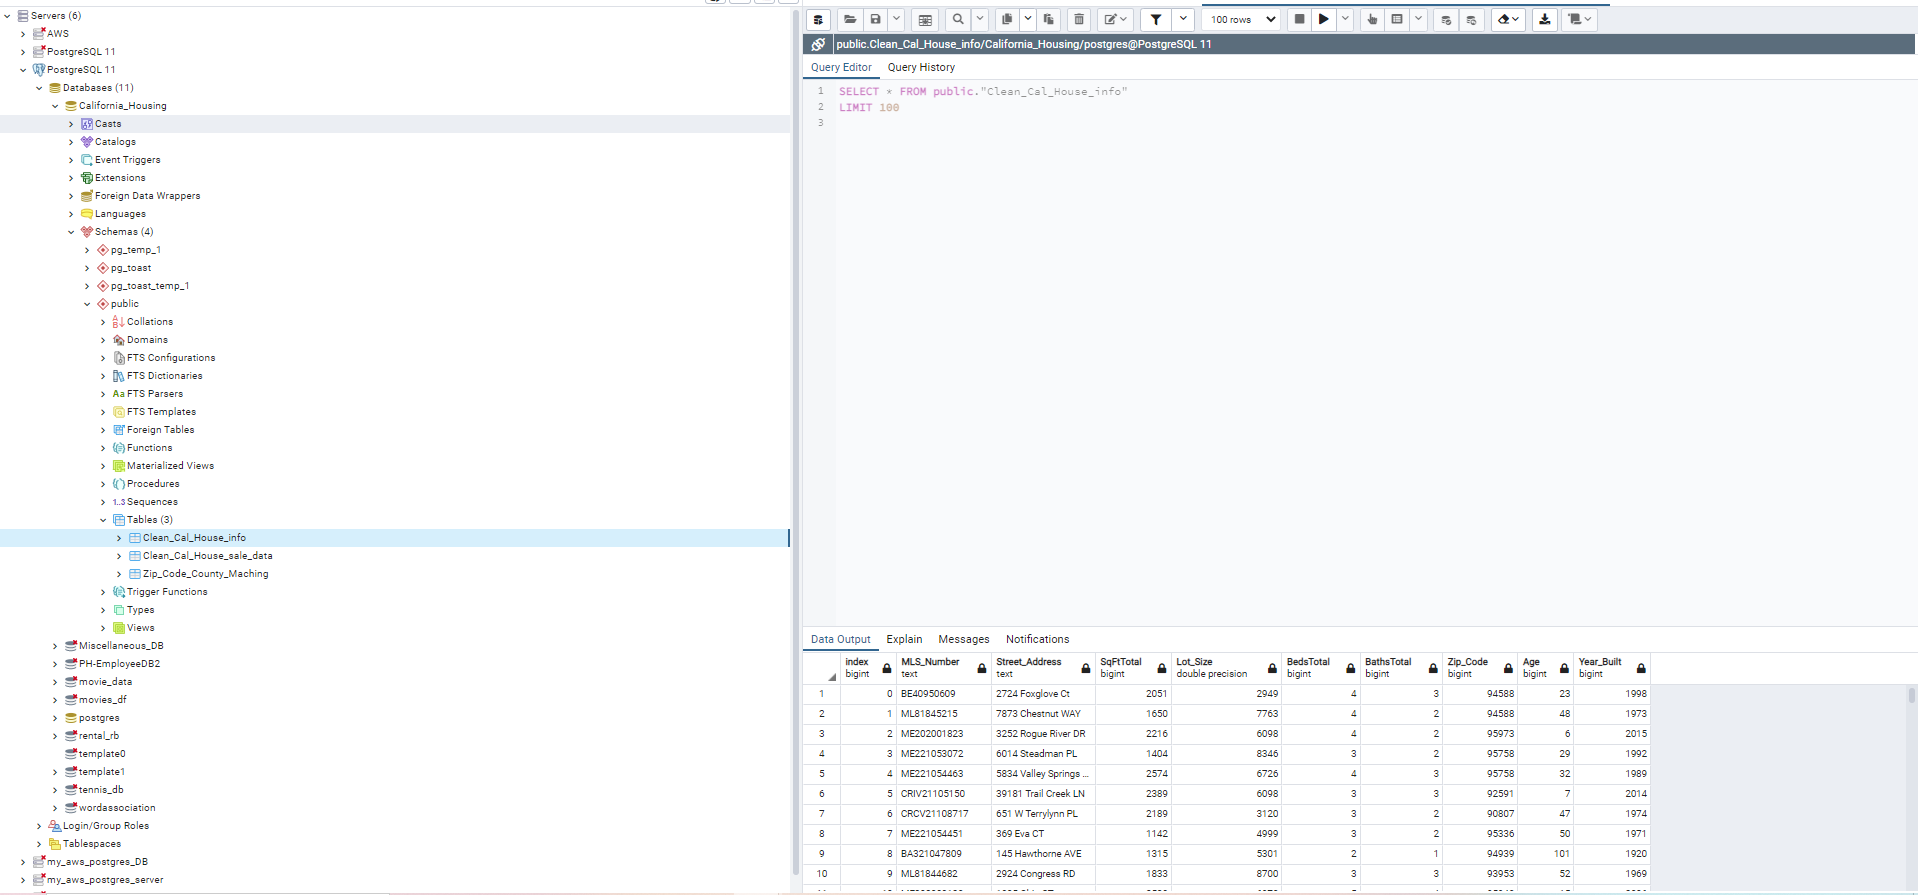 Servers (6)
AWS
PostgreSQL 11
PostgreSQL 11
Databases (11)
California_Housing
Casts
Catalogs
Event Triggers
Extensions
Foreign Data Wrappers
Languages
Schemas (4)
pg_temp_1
pg_toast
pg_toast_temp_1
public
Collations
Domains
FTS Configurations
FTS Dictionaries
Aa FTS Parsers
FTS Templates
Foreign Tables
Functions
Materialized Views
Procedures
1..3 Sequences
Tables (3)
Clean_Cal_House_info
Clean_Cal_House_sale_data
Zip_Code_County_Maching
Trigger Functions
Types
Views
Miscellaneous_DB
PH-EmployeeDB2
movie_data
movies_df
postgres
rental_rb
template0
template1
tennis_db
wordassociation
Login/Group Roles
Tablespaces
my_aws_postgres_DB
my_aws_postgres_server
100 rows
public.Clean_Cal_House_info/California_Housing/postgres@PostgreSQL 11
Query Editor Query History
1 SELECT * FROM public."Clean_Cal_House_info"
2 LIMIT 100
3
Data Output Explain Messages Notifications
index MLS_Number Street_Address SqFtTotal Lot_Size BedsTotal BathsTotal Zip_Code Age Year_Built
bigint text text bigint double precision bigint bigint bigint bigint bigint
1 0 BE40950609 2724 Foxglove Ct 2051 2949 4 3 94588 23 1998
2 1 ML81845215 7873 Chestnut WAY 1650 7763 4 2 94588 48 1973
3 2 ME202001823 3252 Rogue River DR 2216 6098 4 2 95973 6 2015
4 3 ME221053072 6014 Steadman PL 1404 8346 3 2 95758 29 1992
5 4 ME221054463 5834 Valley Springs ... 2574 6726 4 3 95758 32 1989
6 5 CRIV21105150 39181 Trail Creek LN 2389 6098 3 3 92591 7 2014
7 6 CRCV21108717 651 W Terrylynn PL 2189 3120 3 2 90807 47 1974
8 7 ME221054451 369 Eva CT 1142 4999 3 2 95336 50 1971
9 8 BA321047809 145 Hawthorne AVE 1315 5301 2 1 94939 101 1920
10 9 ML81844682 2924 Congress RD 1833 8700 3 3 93953 52 1969